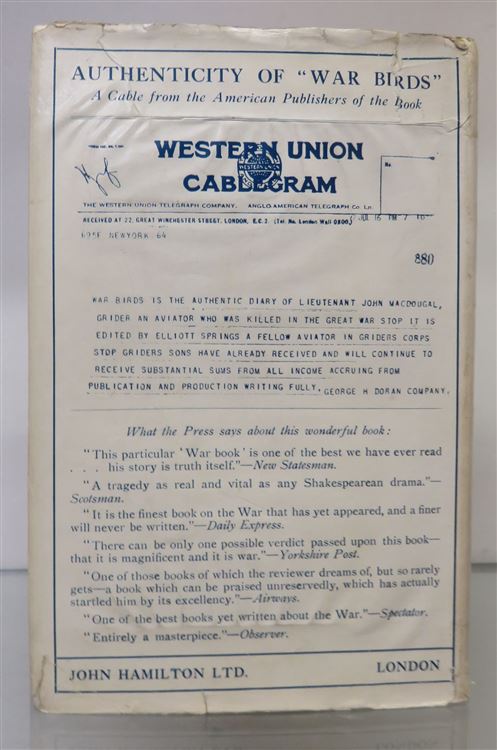 AUTHENTICITY OF "WAR BIRDS"
A Cable from the American Publishers of the Book
WESTERN UNION
WESTERN UNION
CABLEGRAM
No.
THE WESTERN UNION TELEGRAPH COMPANY. ANGLO-AMERICAN TELEGRAPH Co. Ld.
RECEIVED AT 22, GREAT WINCHESTER STREET, LONDON, E.C.2. (Tel. No. London Wall 0800)
NEWYORK 64
880
WAR BIRDS IS THE AUTHENTIC DIARY OF LIEUTENANT JOHN MACDOUGAL,
GRIDER AN AVIATOR WHO WAS KILLED IN THE GREAT WAR STOP IT IS
EDITED BY ELLIOTT SPRINGS A FELLOW AVIATOR IN GRIDERS CORPS
STOP GRIDERS SONS HAVE ALREADY RECEIVED AND WILL CONTINUE TO
RECEIVE SUBSTANTIAL SUMS FROM ALL INCOME ACCRUING FROM
PUBLICATION AND PRODUCTION WRITING FULLY, GEORGE H DORAN COMPANY.
What the Press says about this wonderful book:
"This particular 'War book' is one of the best we have ever read
. . . his story is truth itself."—New Statesman.
"A tragedy as real and vital as any Shakespearean drama."—
Scotsman.
"It is the finest book on the War that has yet appeared, and a finer
will never be written."—Daily Express.
"There can be only one possible verdict passed upon this book—
that it is magnificent and it is war."—Yorkshire Post.
"One of those books of which the reviewer dreams of, but so rarely
gets—a book which can be praised unreservedly, which has actually
startled him by its excellency."—Airways.
"One of the best books yet written about the War."—Spectator.
"Entirely a masterpiece."—Observer.
JOHN HAMILTON LTD. LONDON